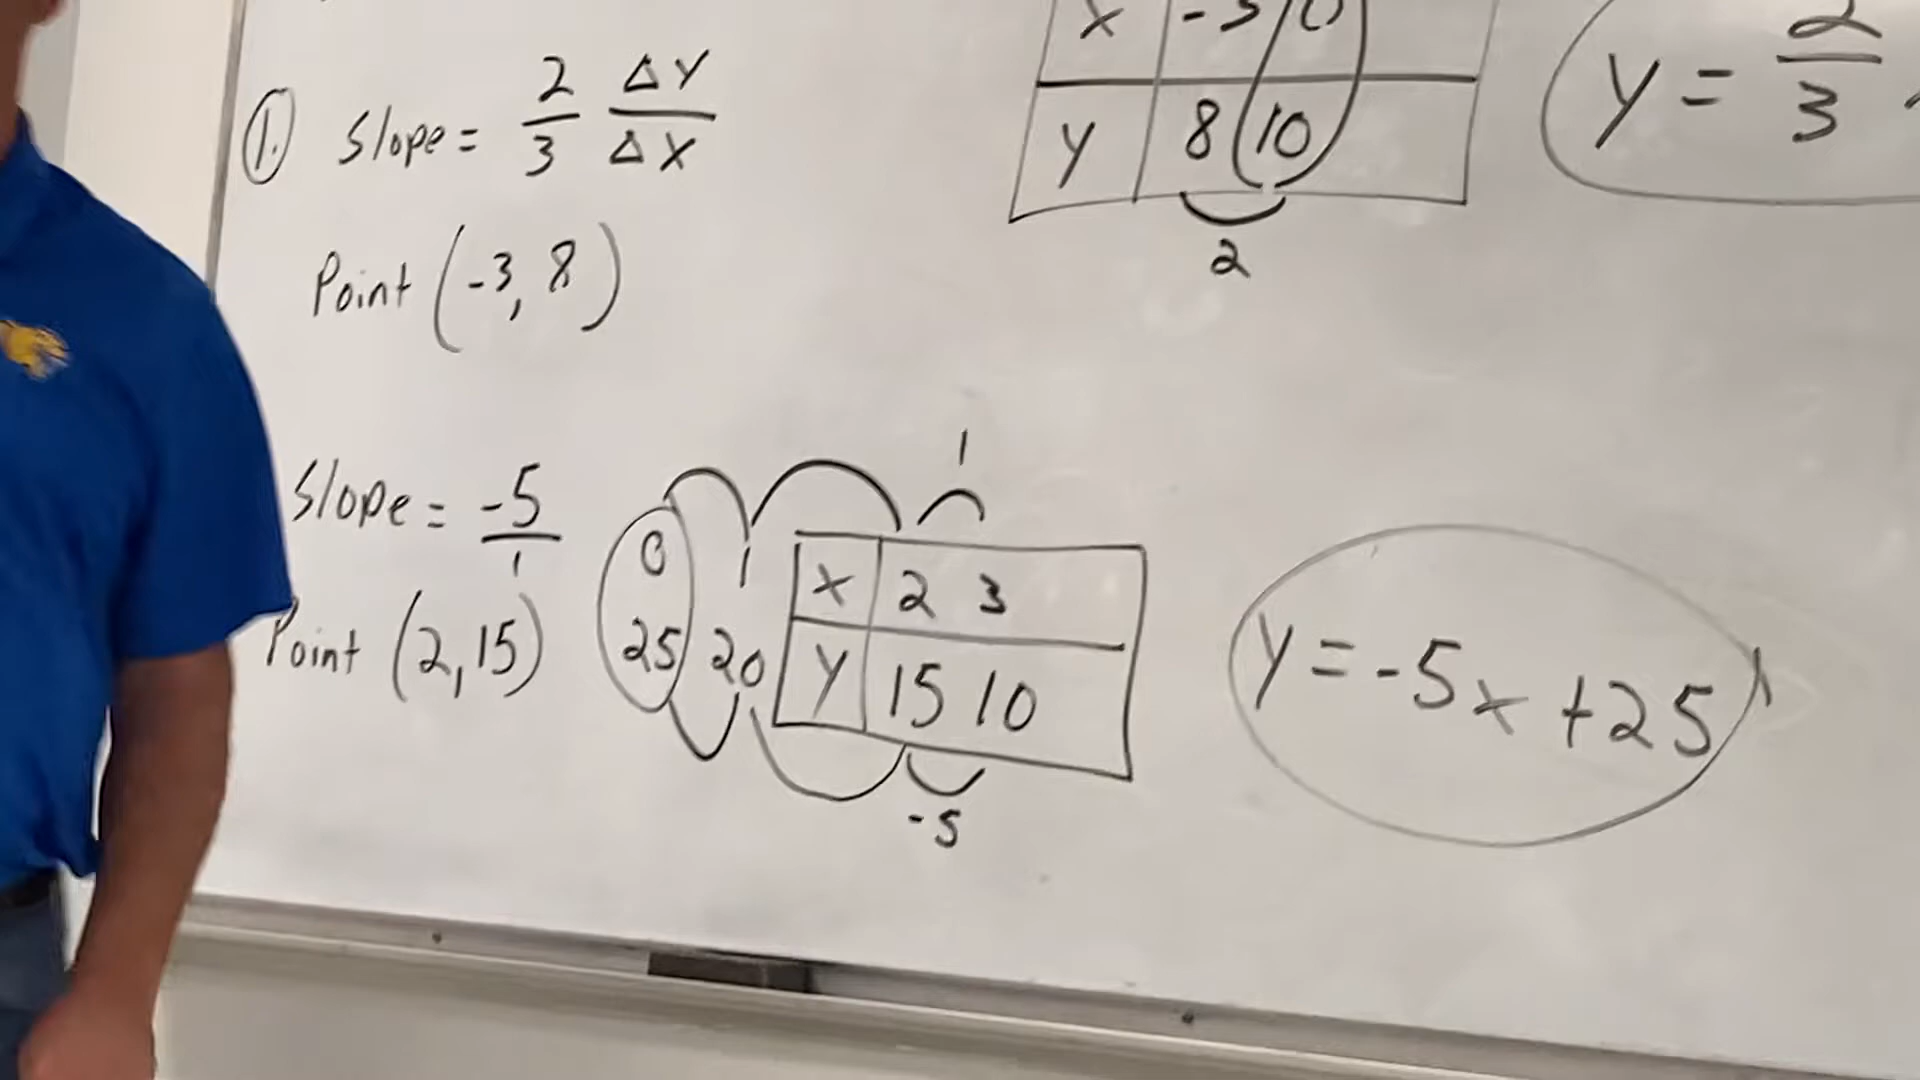 1. Slope = 2/3 ΔY/ΔX
Point (-3, 8)
X -3 0
Y 8 10
2
y = 2/3
Slope = -5/1
Point (2, 15)
1
0 1 X 2 3
25 20 Y 15 10
-5
y = -5x + 25